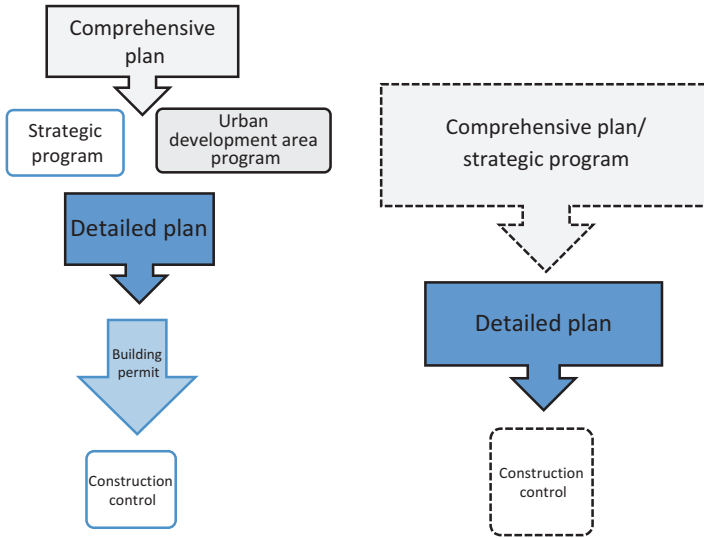 Comprehensive
plan
Strategic
program
Urban
development area
program
Detailed plan
Building
permit
Construction
control
Comprehensive plan/
strategic program
Detailed plan
Construction
control